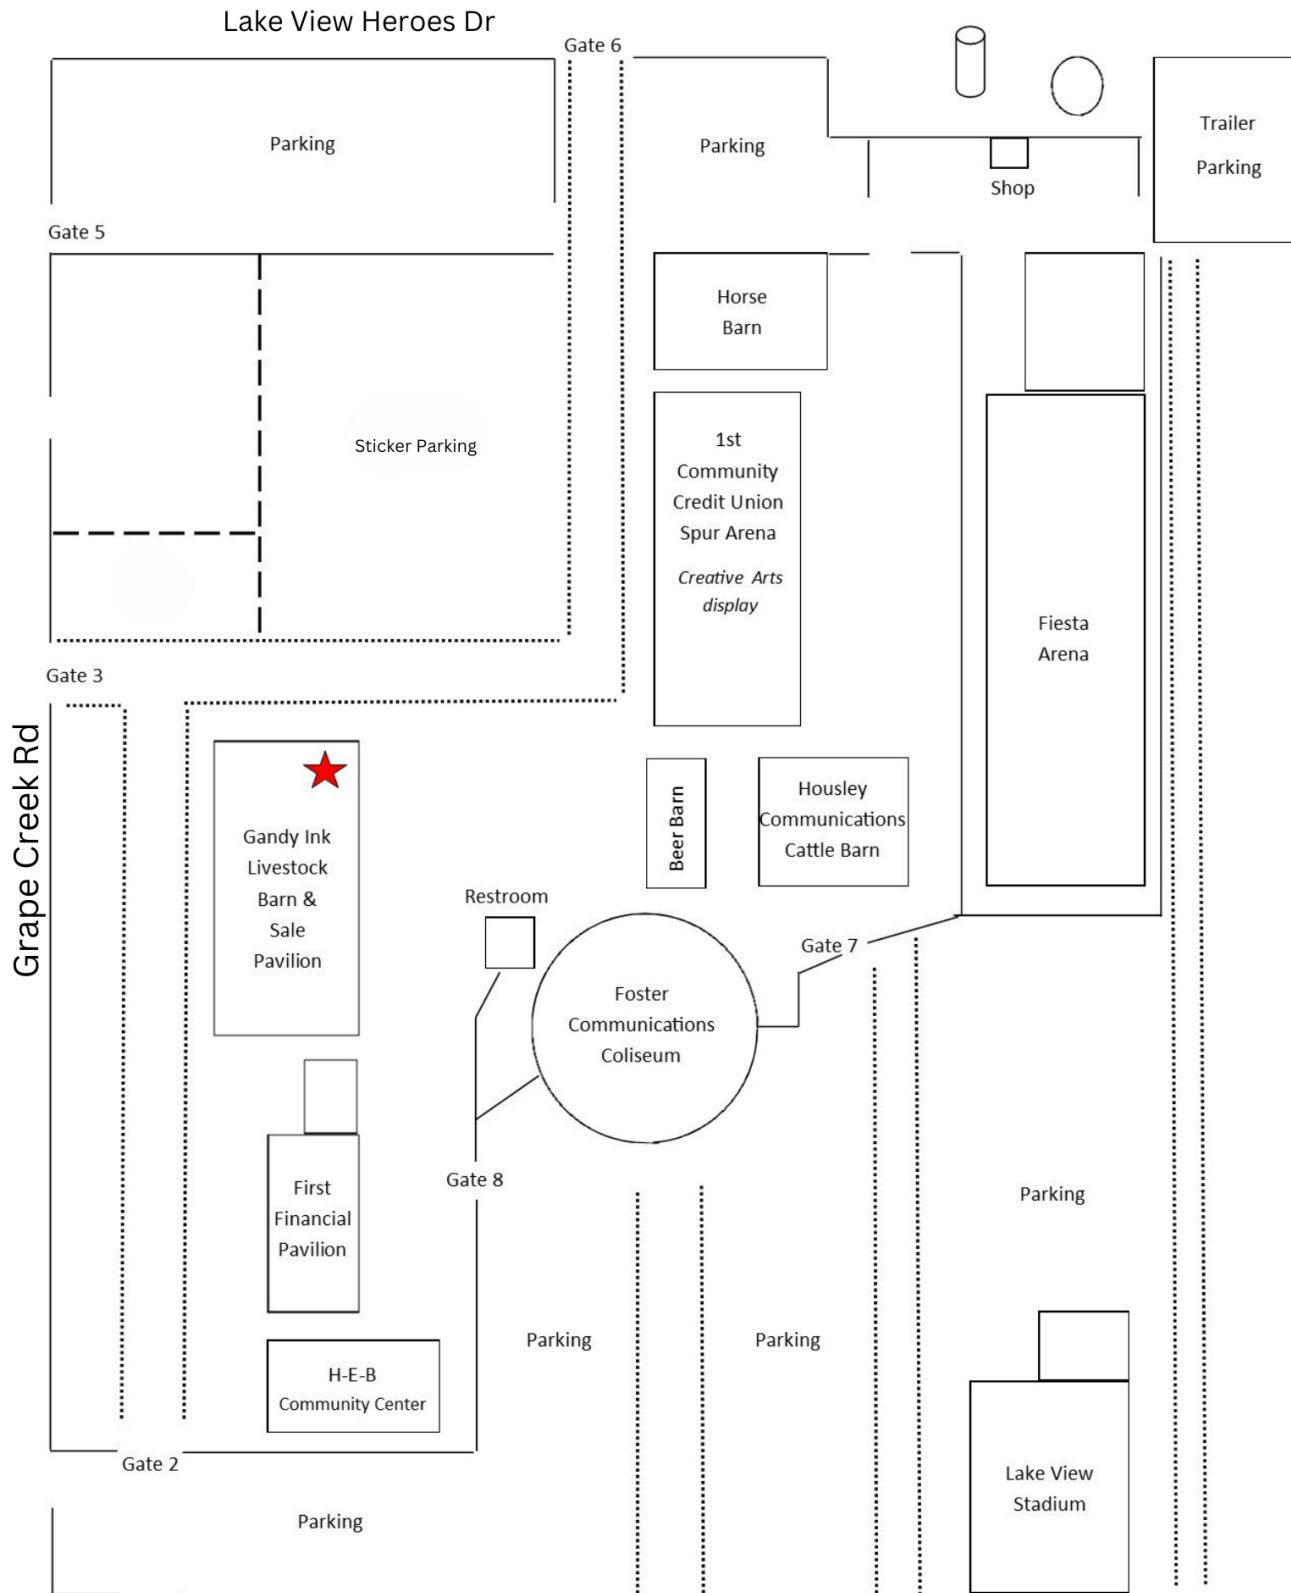 Lake View Heroes Dr
Gate 6
Parking
Parking
Trailer
Parking
Shop
Gate 5
Horse
Barn
Sticker Parking
1st
Community
Credit Union
Spur Arena
Creative Arts
display
Fiesta
Arena
Gate 3
Grape Creek Rd
Gandy Ink
Livestock
Barn &
Sale
Pavilion
Beer Barn
Housley
Communications
Cattle Barn
Restroom
Gate 7
Foster
Communications
Coliseum
Gate 8
First
Financial
Pavilion
Parking
Parking
Parking
H-E-B
Community Center
Gate 2
Lake View
Stadium
Parking